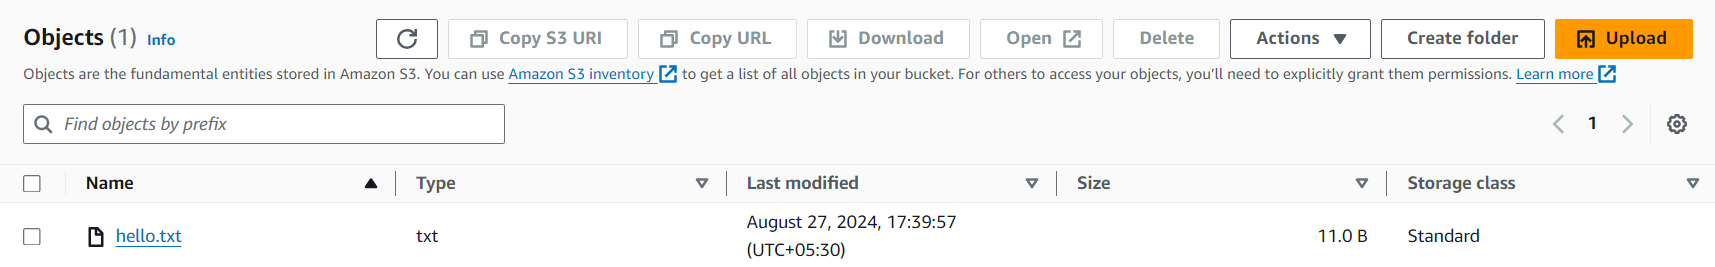 Objects (1) Info Copy S3 URI Copy URL Download Open Delete Actions Create folder Upload
Objects are the fundamental entities stored in Amazon S3. You can use Amazon S3 inventory to get a list of all objects in your bucket. For others to access your objects, you’ll need to explicitly grant them permissions. Learn more
Find objects by prefix 1
Name Type Last modified Size Storage class
hello.txt txt August 27, 2024, 17:39:57 11.0 B Standard
(UTC+05:30)